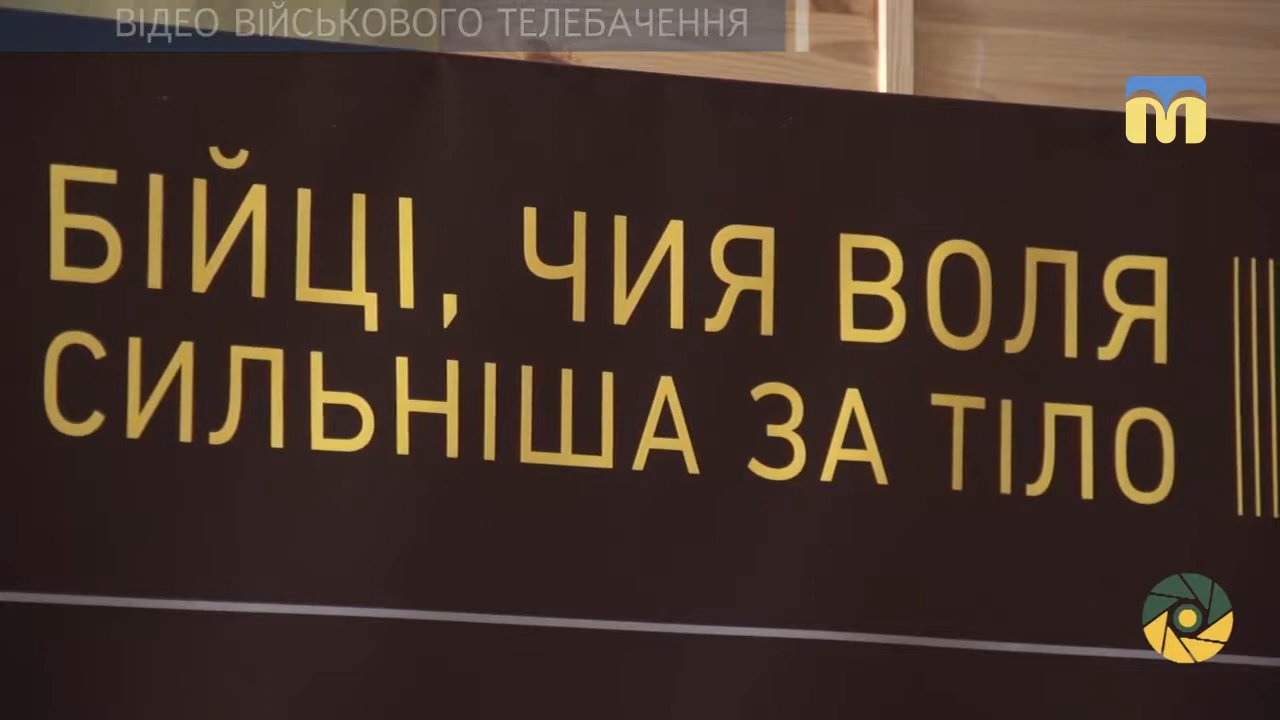 ВІДЕО ВІЙСЬКОВОГО ТЕЛЕБАЧЕННЯ
БІЙЦІ, ЧИЯ ВОЛЯ
СИЛЬНІША ЗА ТІЛО